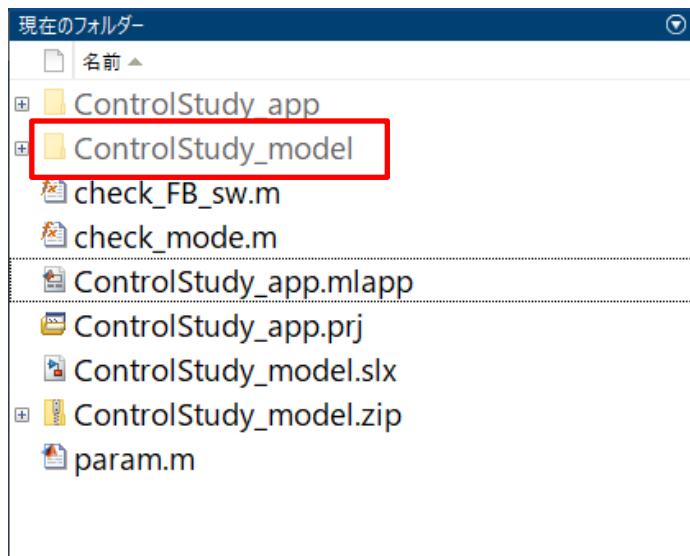 現在のフォルダー
名前
ControlStudy_app
ControlStudy_model
check_FB_sw.m
check_mode.m
ControlStudy_app.mlapp
ControlStudy_app.prj
ControlStudy_model.slx
ControlStudy_model.zip
param.m